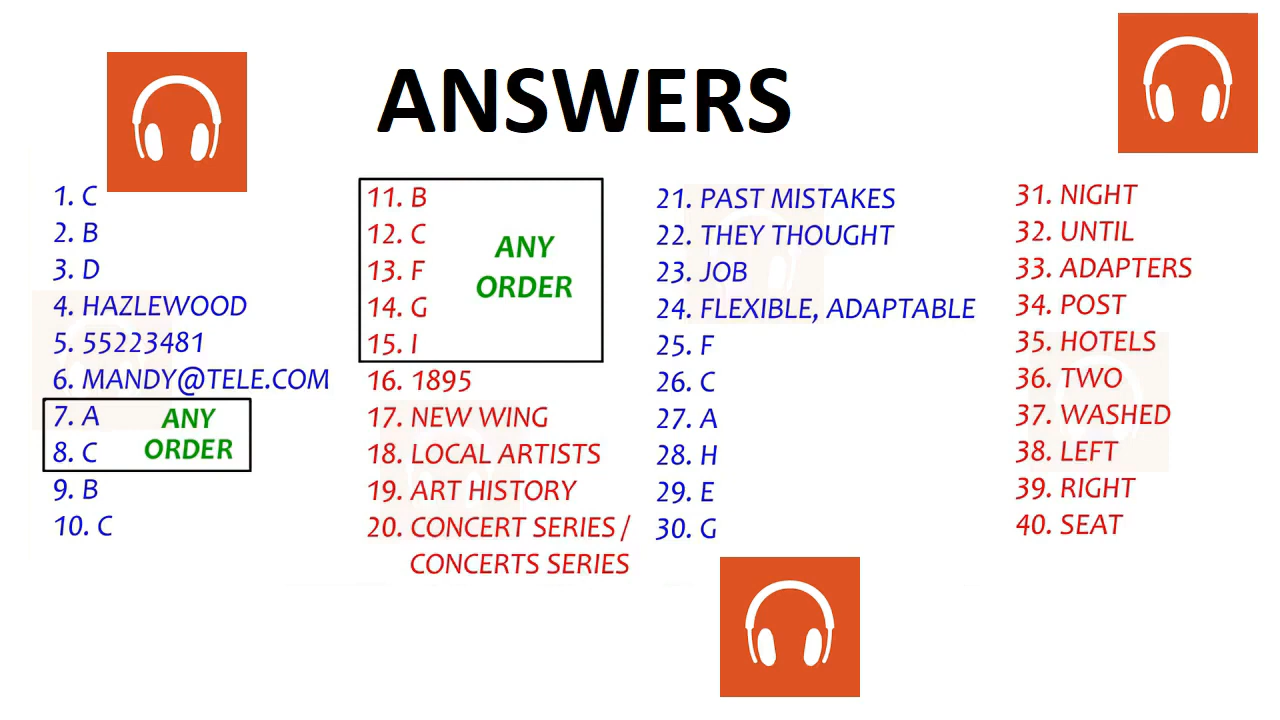 ANSWERS
1. C
2. B
3. D
4. HAZLEWOOD
5. 55223481
6. MANDY@TELE.COM
7. A
8. C
ANY
ORDER
9. B
10. C
11. B
12. C
13. F
14. G
15. I
ANY
ORDER
16. 1895
17. NEW WING
18. LOCAL ARTISTS
19. ART HISTORY
20. CONCERT SERIES /
CONCERTS SERIES
21. PAST MISTAKES
22. THEY THOUGHT
23. JOB
24. FLEXIBLE, ADAPTABLE
25. F
26. C
27. A
28. H
29. E
30. G
31. NIGHT
32. UNTIL
33. ADAPTERS
34. POST
35. HOTELS
36. TWO
37. WASHED
38. LEFT
39. RIGHT
40. SEAT